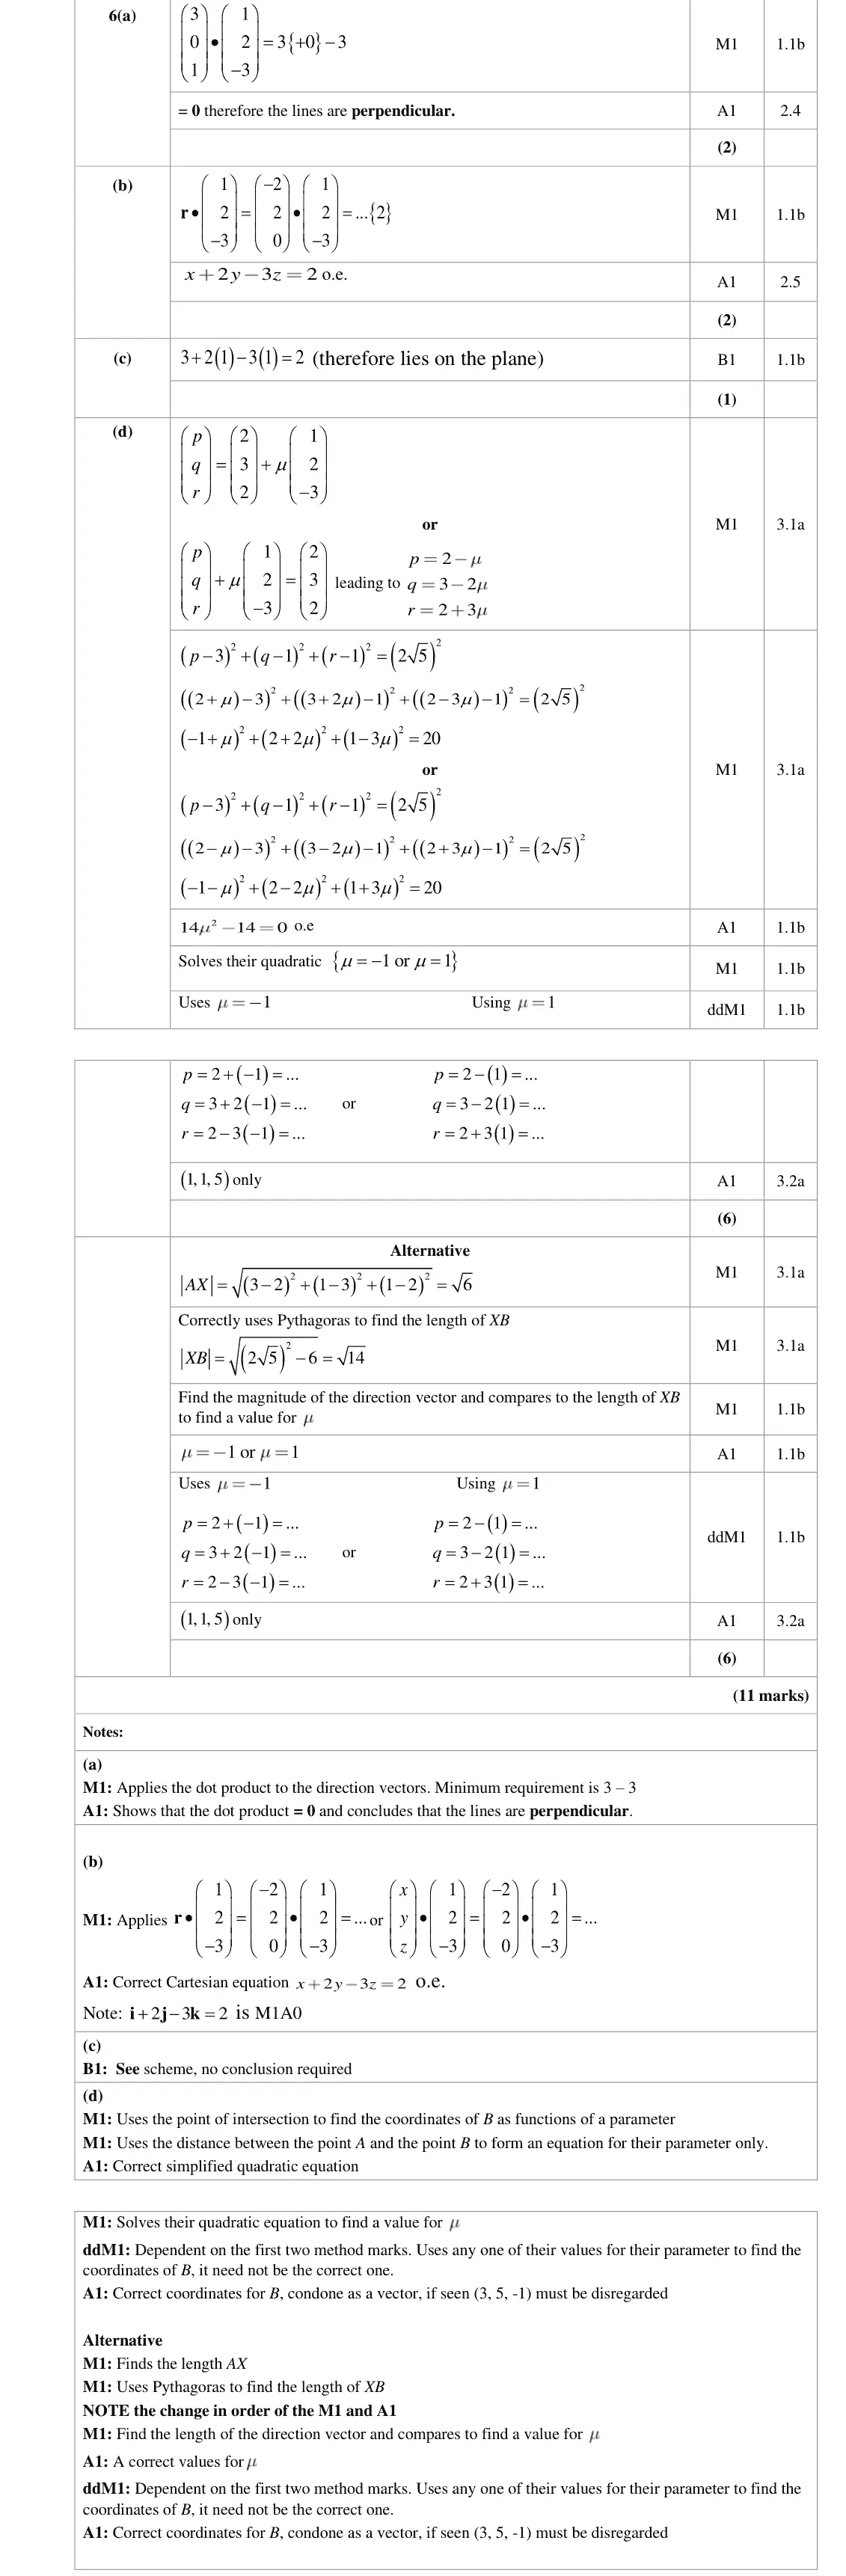 6(a)
(3 0 1) • (1 2 −3) = 3{+0} − 3
M1 1.1b
= 0 therefore the lines are perpendicular.
A1 2.4
(2)
(b)
r • (1 2 −3) = (−2 2 0) • (1 2 −3) = ...{2}
M1 1.1b
x + 2y − 3z = 2 o.e.
A1 2.5
(2)
(c)
3 + 2(1) − 3(1) = 2 (therefore lies on the plane)
B1 1.1b
(1)
(d)
(p q r) = (2 3 2) + μ(1 2 −3)
or
M1 3.1a
(p q r) + μ(1 2 −3) = (2 3 2) leading to
p = 2 − μ
q = 3 − 2μ
r = 2 + 3μ
(p − 3)² + (q − 1)² + (r − 1)² = (2√5)²
((2 + μ) − 3)² + ((3 + 2μ) − 1)² + ((2 − 3μ) − 1)² = (2√5)²
(−1 + μ)² + (2 + 2μ)² + (1 − 3μ)² = 20
or
M1 3.1a
(p − 3)² + (q − 1)² + (r − 1)² = (2√5)²
((2 − μ) − 3)² + ((3 − 2μ) − 1)² + ((2 + 3μ) − 1)² = (2√5)²
(−1 − μ)² + (2 − 2μ)² + (1 + 3μ)² = 20
14μ² − 14 = 0 o.e
A1 1.1b
Solves their quadratic {μ = −1 or μ = 1}
M1 1.1b
Uses μ = −1 Using μ = 1
ddM1 1.1b
p = 2 + (−1) = ... p = 2 − (1) = ...
q = 3 + 2(−1) = ... or q = 3 − 2(1) = ...
r = 2 − 3(−1) = ... r = 2 + 3(1) = ...
(1, 1, 5) only
A1 3.2a
(6)
Alternative
|AX| = √((3 − 2)² + (1 − 3)² + (1 − 2)²) = √6
M1 3.1a
Correctly uses Pythagoras to find the length of XB
|XB| = √((2√5)² − 6) = √14
M1 3.1a
Find the magnitude of the direction vector and compares to the length of XB
to find a value for μ
M1 1.1b
μ = −1 or μ = 1
A1 1.1b
Uses μ = −1 Using μ = 1
p = 2 + (−1) = ... p = 2 − (1) = ...
q = 3 + 2(−1) = ... or q = 3 − 2(1) = ...
r = 2 − 3(−1) = ... r = 2 + 3(1) = ...
ddM1 1.1b
(1, 1, 5) only
A1 3.2a
(6)
(11 marks)
Notes:
(a)
M1: Applies the dot product to the direction vectors. Minimum requirement is 3 – 3
A1: Shows that the dot product = 0 and concludes that the lines are perpendicular.
(b)
M1: Applies r • (1 2 −3) = (−2 2 0) • (1 2 −3) = ... or (x y z) • (1 2 −3) = (−2 2 0) • (1 2 −3) = ...
A1: Correct Cartesian equation x + 2y − 3z = 2 o.e.
Note: i + 2j − 3k = 2 is M1A0
(c)
B1: See scheme, no conclusion required
(d)
M1: Uses the point of intersection to find the coordinates of B as functions of a parameter
M1: Uses the distance between the point A and the point B to form an equation for their parameter only.
A1: Correct simplified quadratic equation
M1: Solves their quadratic equation to find a value for μ
ddM1: Dependent on the first two method marks. Uses any one of their values for their parameter to find the
coordinates of B, it need not be the correct one.
A1: Correct coordinates for B, condone as a vector, if seen (3, 5, -1) must be disregarded
Alternative
M1: Finds the length AX
M1: Uses Pythagoras to find the length of XB
NOTE the change in order of the M1 and A1
M1: Find the length of the direction vector and compares to find a value for μ
A1: A correct values for μ
ddM1: Dependent on the first two method marks. Uses any one of their values for their parameter to find the
coordinates of B, it need not be the correct one.
A1: Correct coordinates for B, condone as a vector, if seen (3, 5, -1) must be disregarded